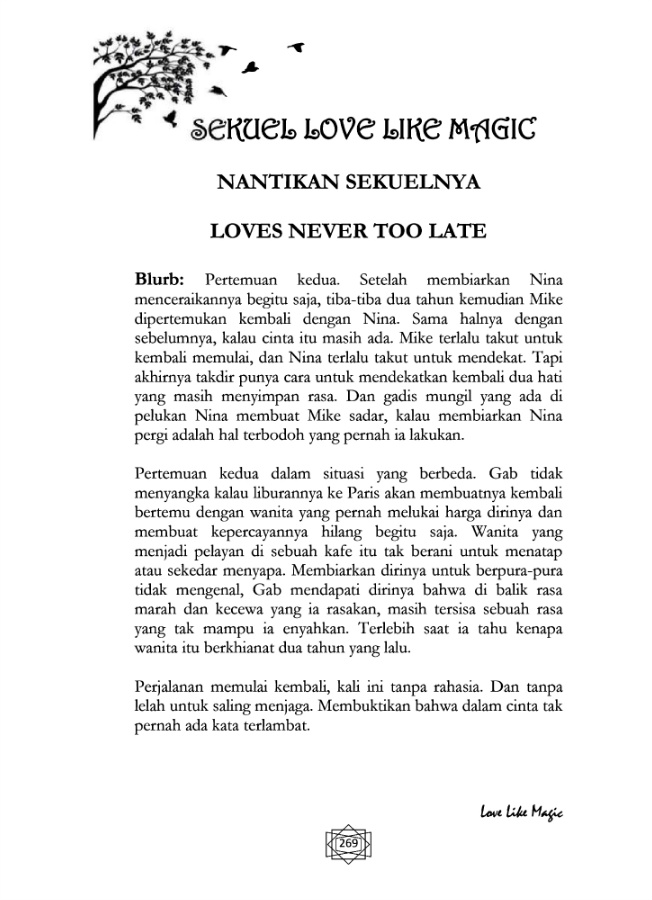 SEKUEL LOVE LIKE MAGIC
NANTIKAN SEKUELNYA
LOVES NEVER TOO LATE
Blurb: Pertemuan kedua. Setelah membiarkan Nina
menceraikannya begitu saja, tiba-tiba dua tahun kemudian Mike
dipertemukan kembali dengan Nina. Sama halnya dengan
sebelumnya, kalau cinta itu masih ada. Mike terlalu takut untuk
kembali memulai, dan Nina terlalu takut untuk mendekat. Tapi
akhirnya takdir punya cara untuk mendekatkan kembali dua hati
yang masih menyimpan rasa. Dan gadis mungil yang ada di
pelukan Nina membuat Mike sadar, kalau membiarkan Nina
pergi adalah hal terbodoh yang pernah ia lakukan.
Pertemuan kedua dalam situasi yang berbeda. Gab tidak
menyangka kalau liburannya ke Paris akan membuatnya kembali
bertemu dengan wanita yang pernah melukai harga dirinya dan
membuat kepercayannya hilang begitu saja. Wanita yang
menjadi pelayan di sebuah kafe itu tak berani untuk menatap
atau sekedar menyapa. Membiarkan dirinya untuk berpura-pura
tidak mengenal, Gab mendapati dirinya bahwa di balik rasa
marah dan kecewa yang ia rasakan, masih tersisa sebuah rasa
yang tak mampu ia enyahkan. Terlebih saat ia tahu kenapa
wanita itu berkhianat dua tahun yang lalu.
Perjalanan memulai kembali, kali ini tanpa rahasia. Dan tanpa
lelah untuk saling menjaga. Membuktikan bahwa dalam cinta tak
pernah ada kata terlambat.
Love Like Magic
269